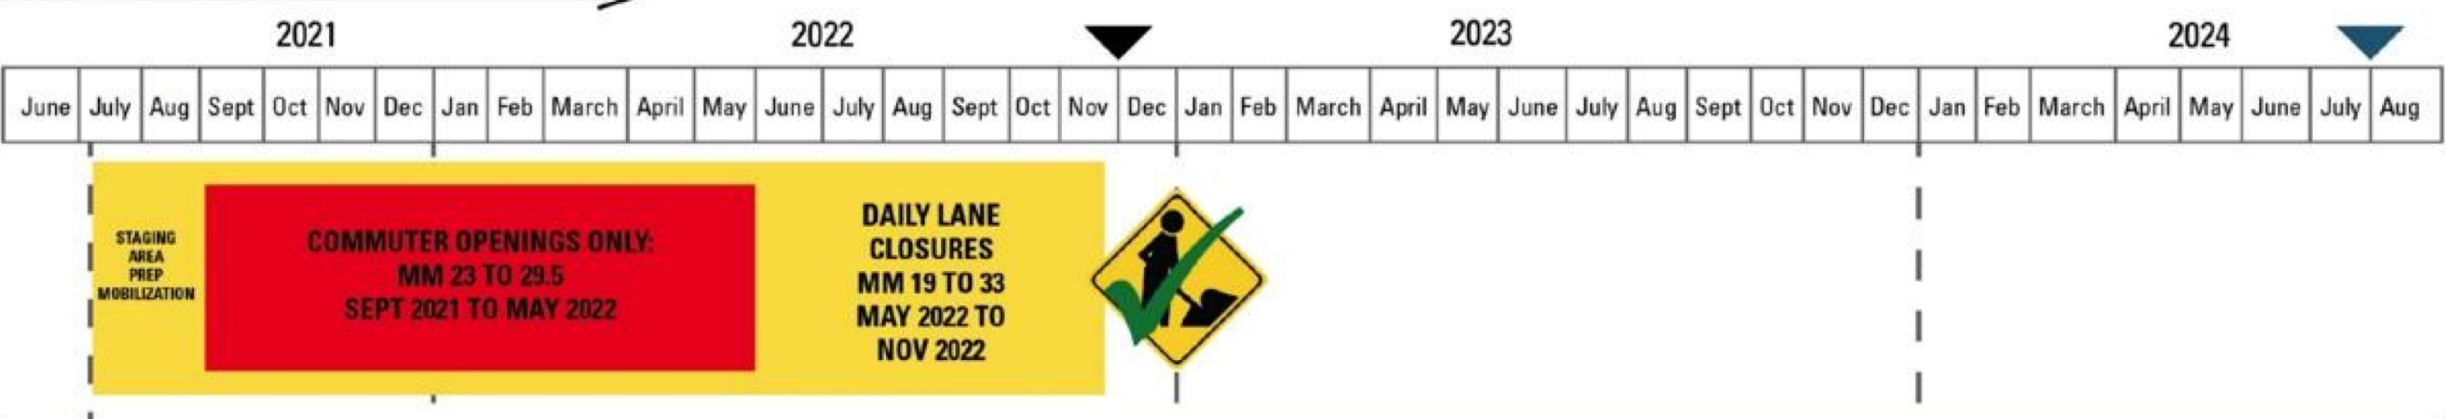 2021 2022 2023 2024
June July Aug Sept Oct Nov Dec Jan Feb March April May June July Aug Sept Oct Nov Dec Jan Feb March April May June July Aug Sept Oct Nov Dec Jan Feb March April May June July Aug
STAGING
AREA
PREP
MOBILIZATION
COMMUTER OPENINGS ONLY:
MM 23 TO 29.5
SEPT 2021 TO MAY 2022
DAILY LANE
CLOSURES
MM 19 TO 33
MAY 2022 TO
NOV 2022